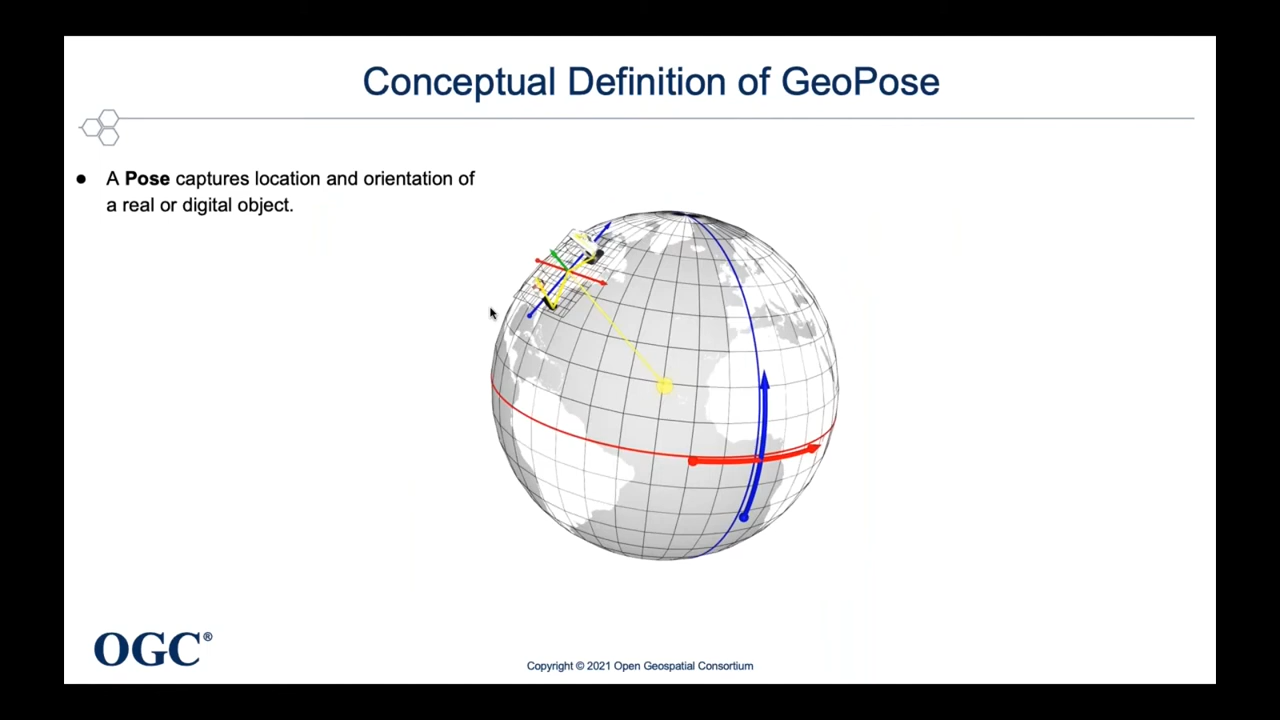 Conceptual Definition of GeoPose
● A Pose captures location and orientation of
a real or digital object.
OGC®
Copyright © 2021 Open Geospatial Consortium